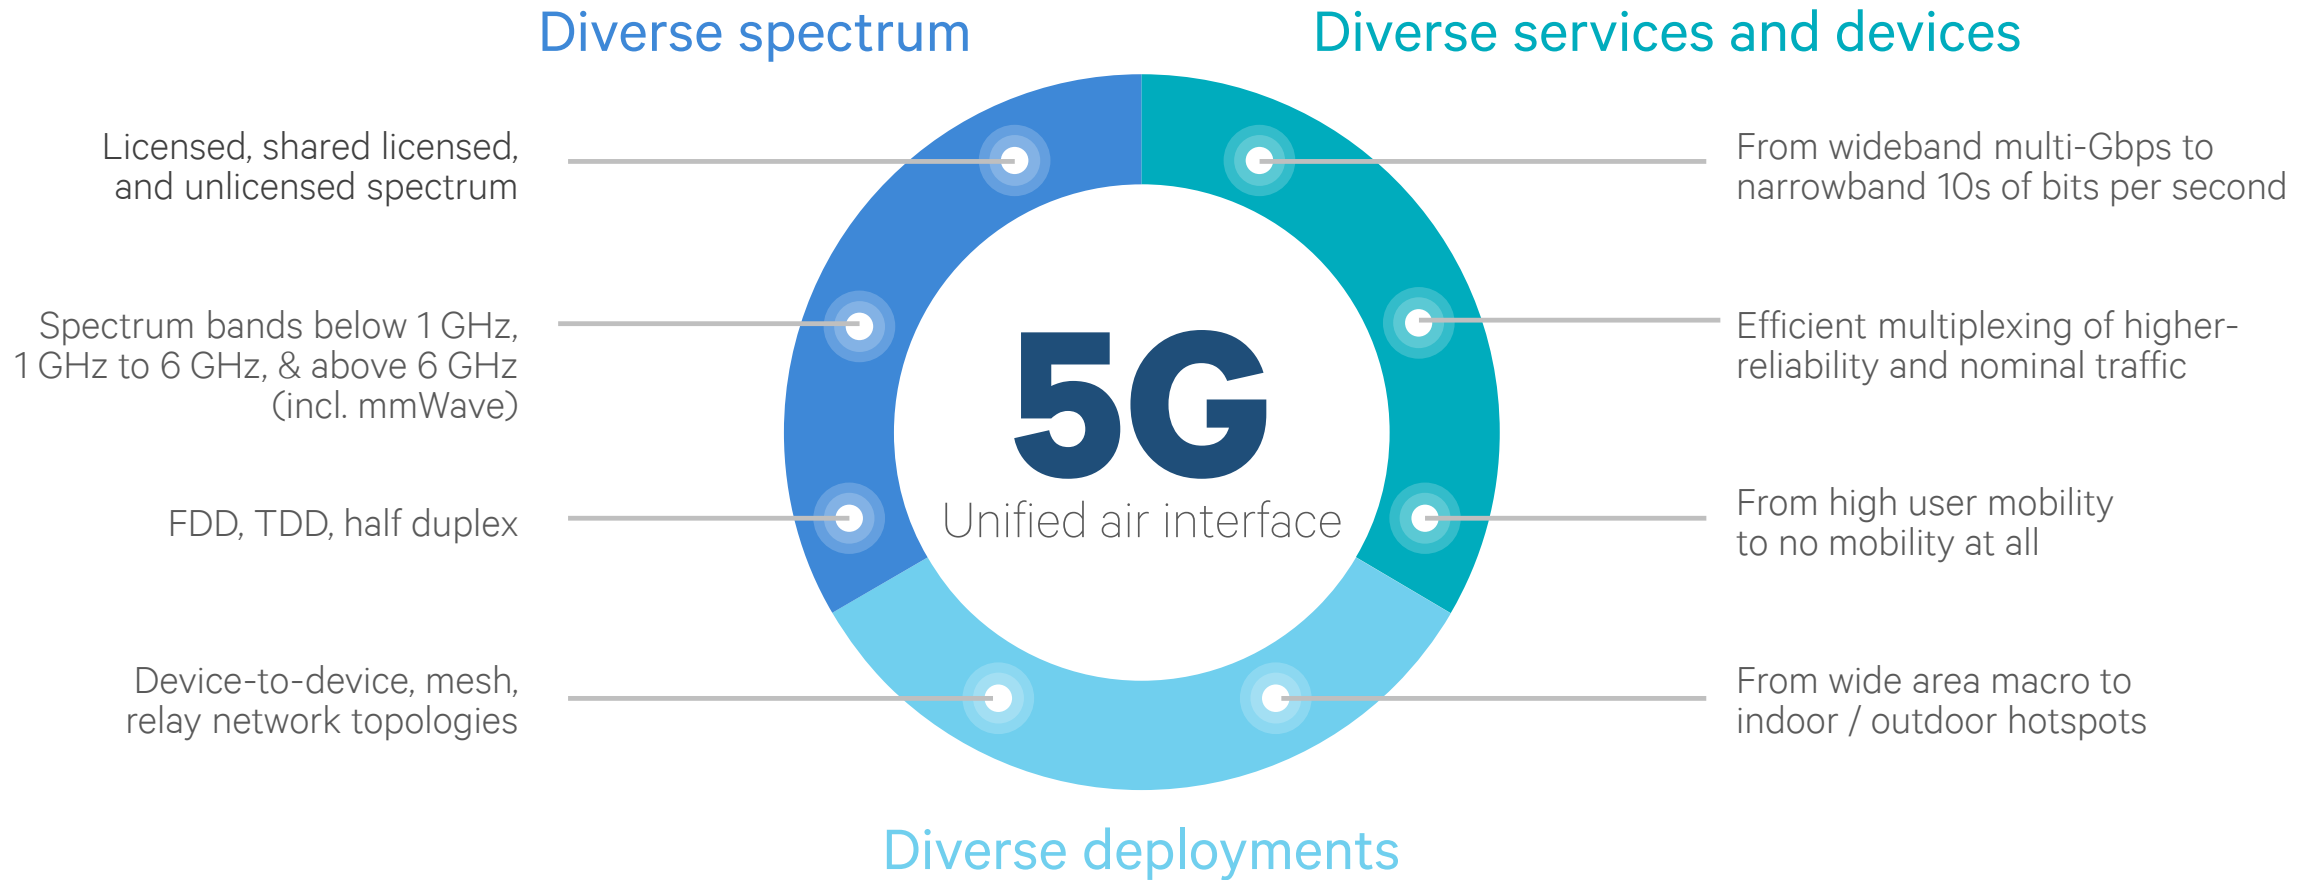 Diverse spectrum
Licensed, shared licensed,
and unlicensed spectrum
Spectrum bands below 1 GHz,
1 GHz to 6 GHz, & above 6 GHz
(incl. mmWave)
FDD, TDD, half duplex
Device-to-device, mesh,
relay network topologies
5G
Unified air interface
Diverse services and devices
From wideband multi-Gbps to
narrowband 10s of bits per second
Efficient multiplexing of higher-
reliability and nominal traffic
From high user mobility
to no mobility at all
From wide area macro to
indoor / outdoor hotspots
Diverse deployments